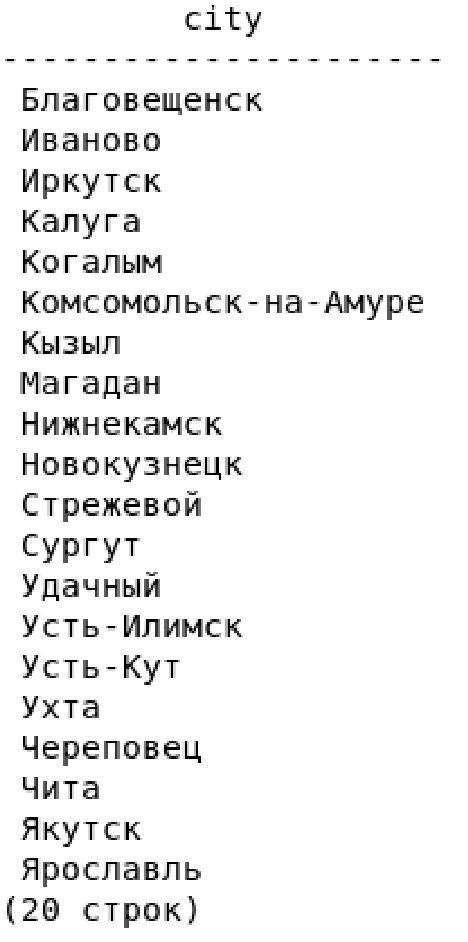 city
----------------------
Благовещенск
Иваново
Иркутск
Калуга
Когалым
Комсомольск-на-Амуре
Кызыл
Магадан
Нижнекамск
Новокузнецк
Стрежевой
Сургут
Удачный
Усть-Илимск
Усть-Кут
Ухта
Череповец
Чита
Якутск
Ярославль
(20 строк)